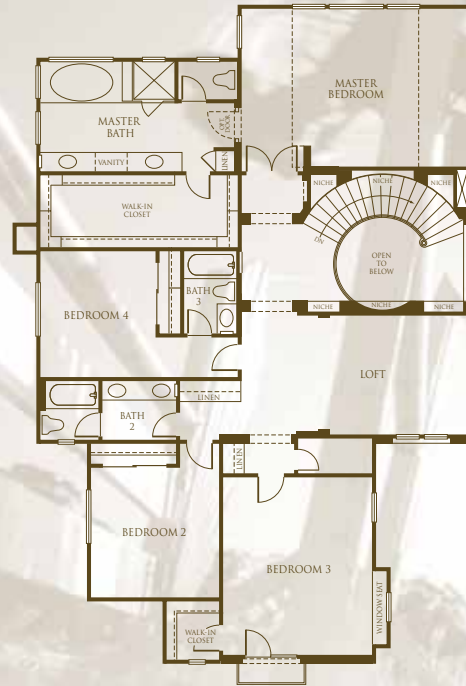 MASTER
BEDROOM
MASTER
BATH
OPT.
DOOR
VANITY
LINEN
WALK-IN
CLOSET
NICHE
NICHE
NICHE
DN
OPEN
TO
BELOW
NICHE
NICHE
NICHE
BATH
3
BEDROOM 4
LOFT
LINEN
BATH
2
LINEN
BEDROOM 2
BEDROOM 3
WINDOW SEAT
WALK-IN
CLOSET